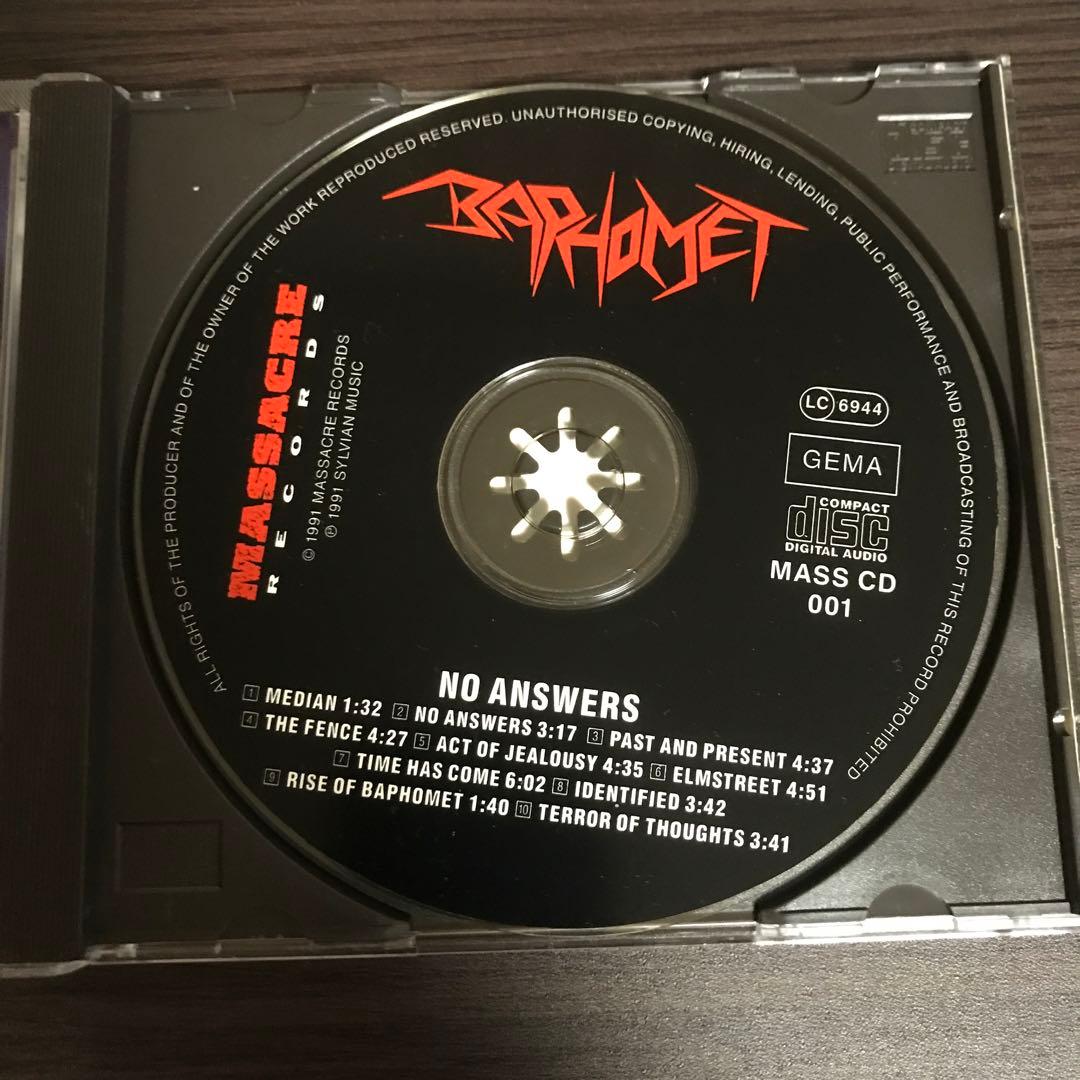 ALL RIGHTS OF THE PRODUCER AND OF THE OWNER OF THE WORK REPRODUCED RESERVED. UNAUTHORISED COPYING, HIRING, LENDING, PUBLIC PERFORMANCE AND BROADCASTING OF THIS RECORD PROHIBITED
BAPHOMET
MASSACRE
RECORDS
© 1991 MASSACRE RECORDS
℗ 1991 SYLVIAN MUSIC
LC 6944
GEMA
COMPACT
disc
DIGITAL AUDIO
MASS CD
001
NO ANSWERS
1 MEDIAN 1:32 2 NO ANSWERS 3:17 3 PAST AND PRESENT 4:37
4 THE FENCE 4:27 5 ACT OF JEALOUSY 4:35 6 ELMSTREET 4:51
7 TIME HAS COME 6:02 8 IDENTIFIED 3:42
9 RISE OF BAPHOMET 1:40 10 TERROR OF THOUGHTS 3:41